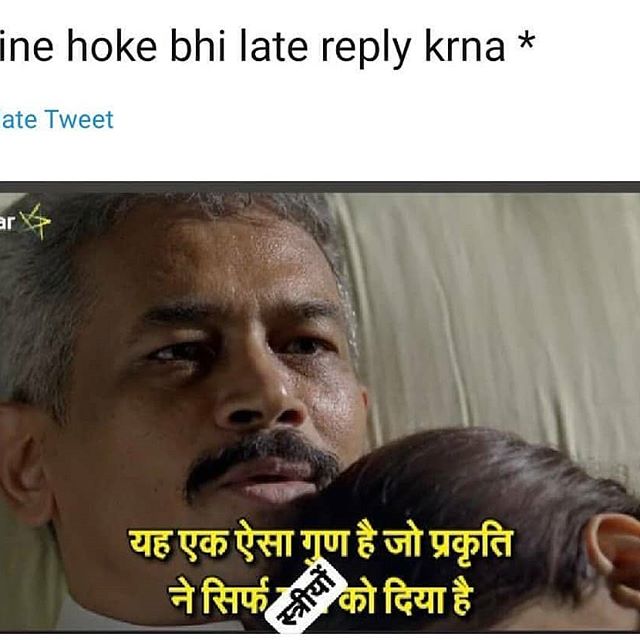 ine hoke bhi late reply krna *
ate Tweet
ar
यह एक ऐसा गुण है जो प्रकृति
ने सिर्फ स्त्रीयों को दिया है